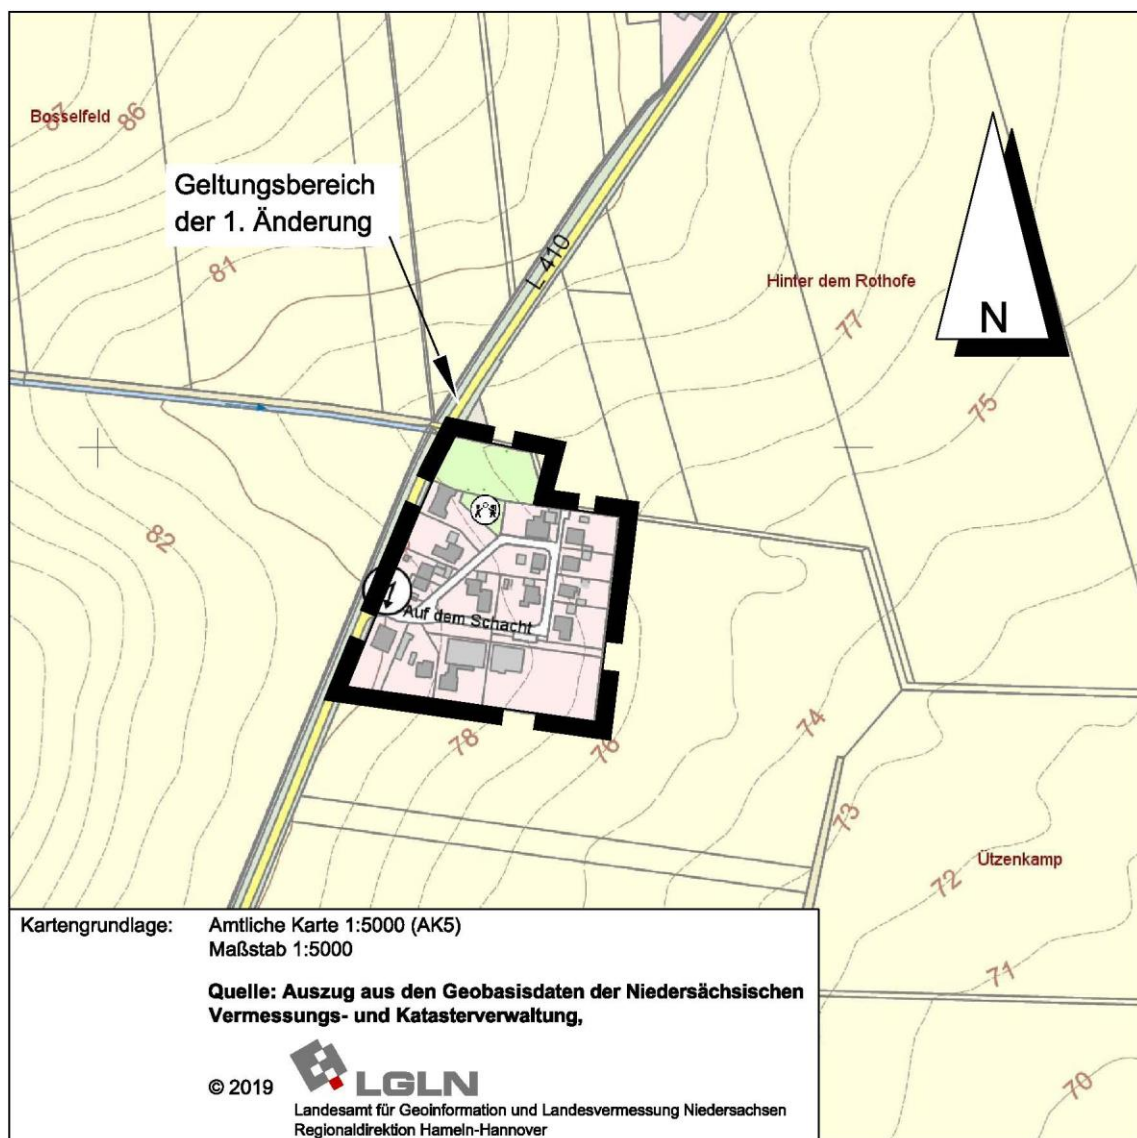 87
86
Bosselfeld
Geltungsbereich
der 1. Änderung
81
L 410
Hinter dem Rothofe
77
N
75
82
Auf dem Schacht
78
76
74
73
Ützenkamp
72
71
70
Kartengrundlage: Amtliche Karte 1:5000 (AK5)
Maßstab 1:5000
Quelle: Auszug aus den Geobasisdaten der Niedersächsischen
Vermessungs- und Katasterverwaltung,
© 2019 LGLN
Landesamt für Geoinformation und Landesvermessung Niedersachsen
Regionaldirektion Hameln-Hannover